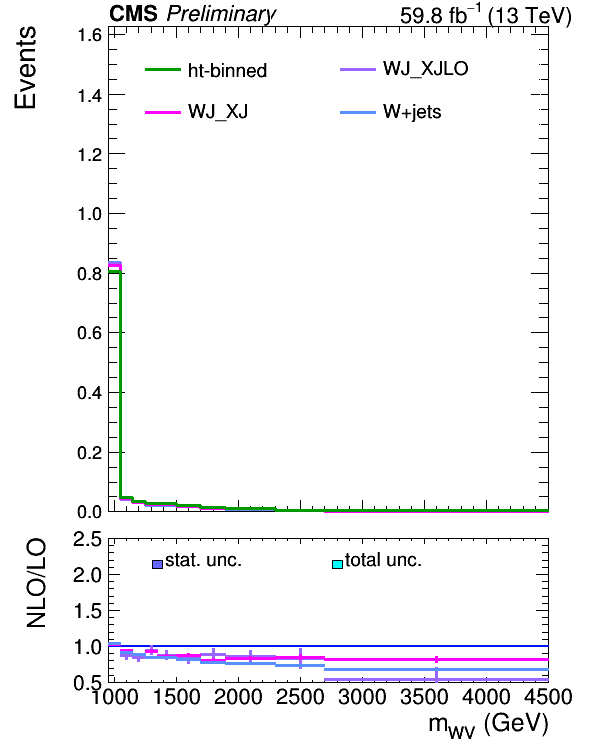 CMS Preliminary 59.8 fb⁻¹ (13 TeV)
Events
1.6
1.4
1.2
1.0
0.8
0.6
0.4
0.2
0.0
ht-binned
WJ_XJLO
WJ_XJ
W+jets
NLO/LO
2.5
2.0
1.5
1.0
0.5
stat. unc.
total unc.
1000 1500 2000 2500 3000 3500 4000 4500
m_WV (GeV)